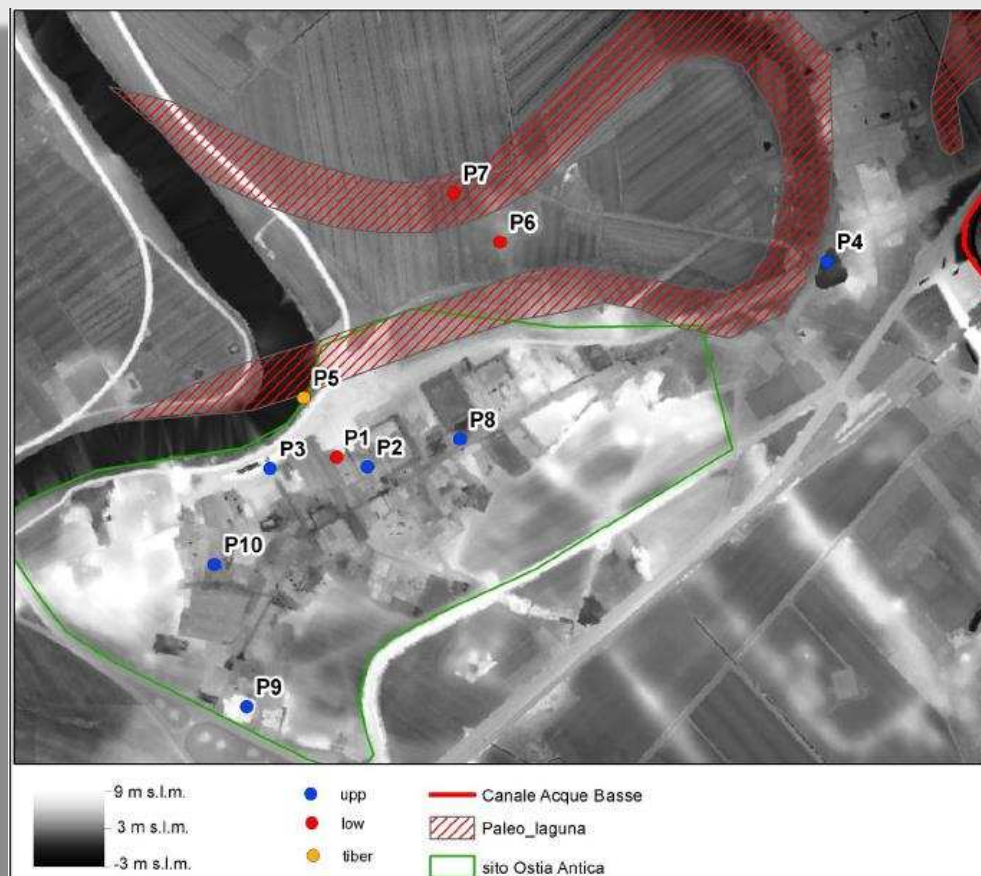 P7
P6
P4
P5
P8
P1
P2
P3
P10
P9
9 m s.l.m.
3 m s.l.m.
-3 m s.l.m.
upp
low
tiber
Canale Acque Basse
Paleo_laguna
sito Ostia Antica